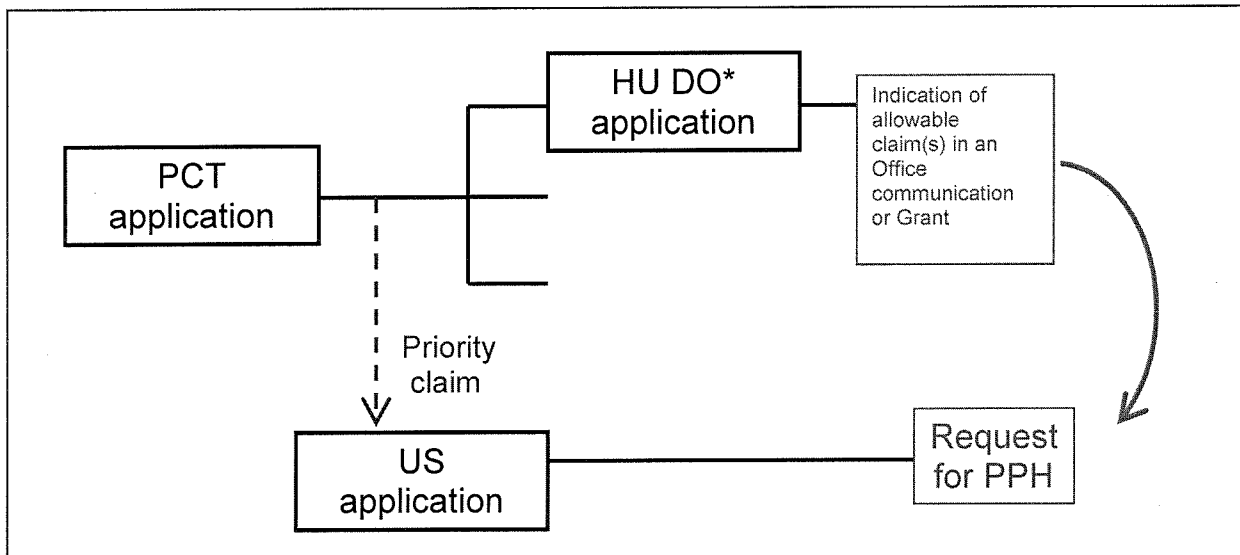 HU DO*
application
Indication of
allowable
claim(s) in an
Office
communication
or Grant
PCT
application
Priority
claim
US
application
Request
for PPH